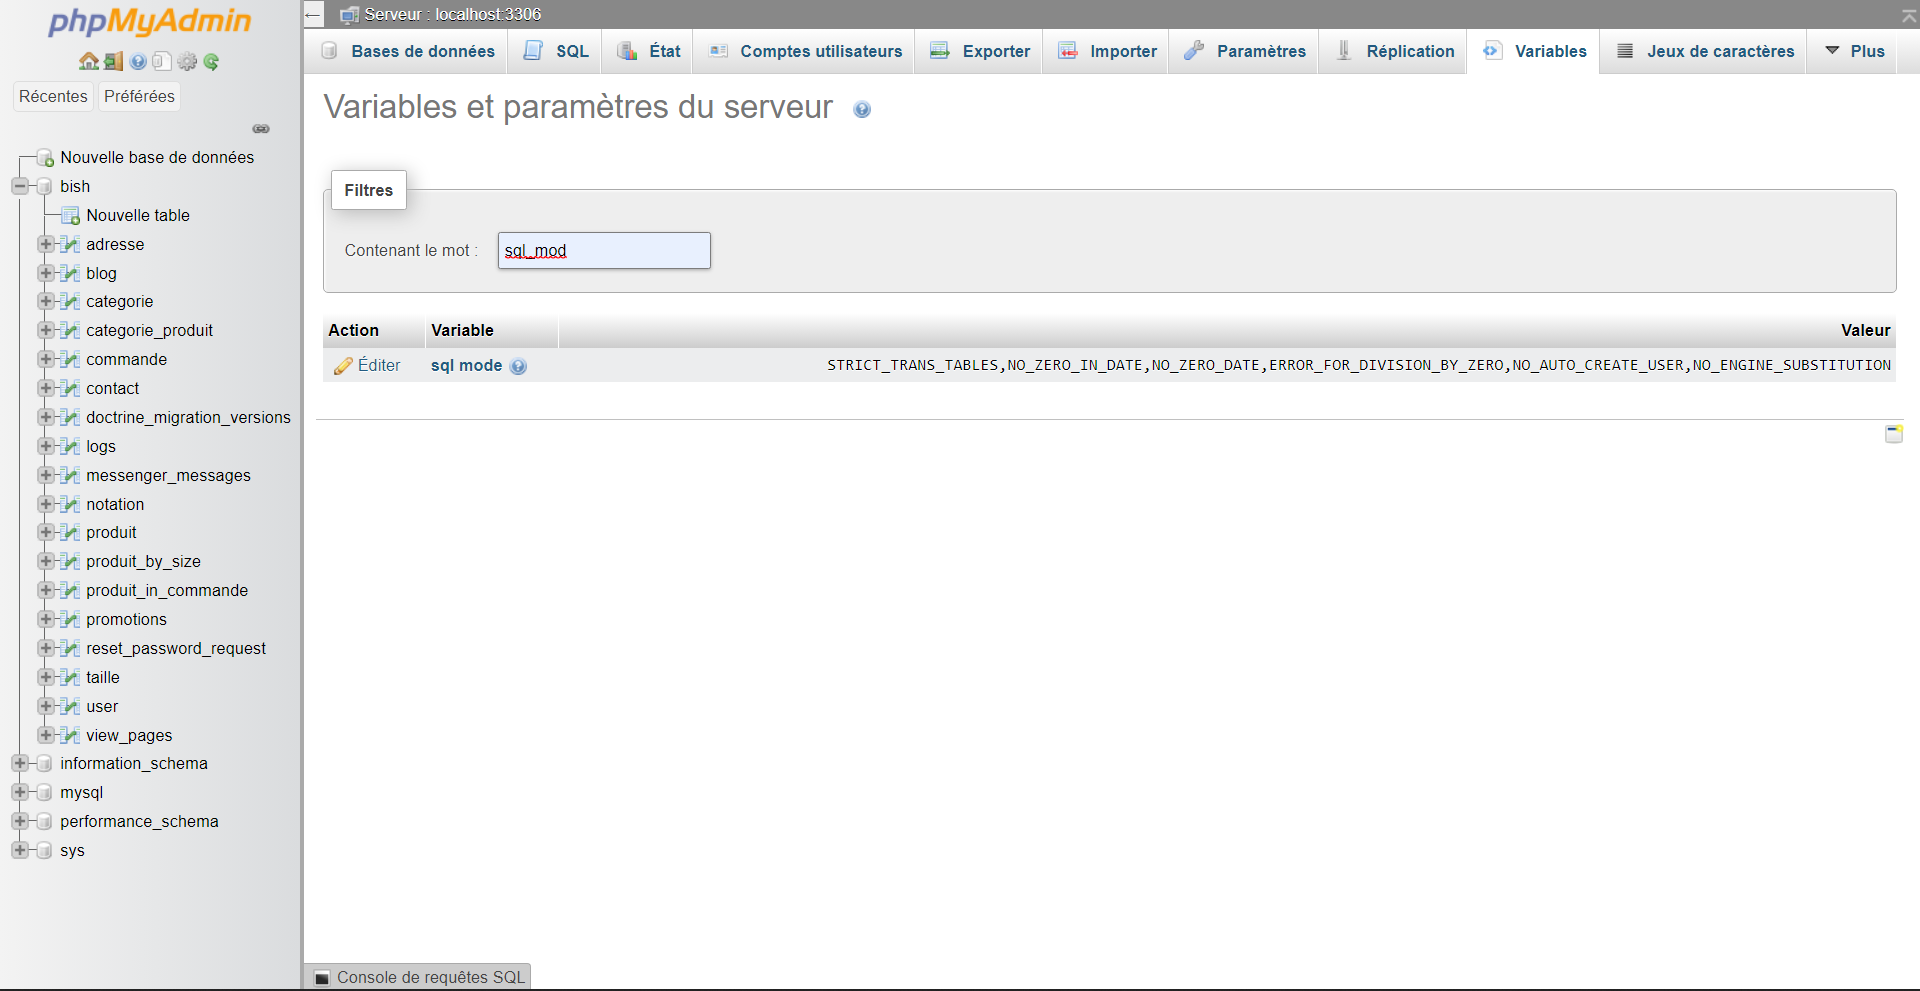 phpMyAdmin
Récentes Préférées
Nouvelle base de données
bish
Nouvelle table
adresse
blog
categorie
categorie_produit
commande
contact
doctrine_migration_versions
logs
messenger_messages
notation
produit
produit_by_size
produit_in_commande
promotions
reset_password_request
taille
user
view_pages
information_schema
mysql
performance_schema
sys
Serveur : localhost:3306
Bases de données SQL État Comptes utilisateurs Exporter Importer Paramètres Réplication Variables Jeux de caractères Plus
Variables et paramètres du serveur
Filtres
Contenant le mot : sql_mod
Action Variable Valeur
Éditer sql mode STRICT_TRANS_TABLES,NO_ZERO_IN_DATE,NO_ZERO_DATE,ERROR_FOR_DIVISION_BY_ZERO,NO_AUTO_CREATE_USER,NO_ENGINE_SUBSTITUTION
Console de requêtes SQL